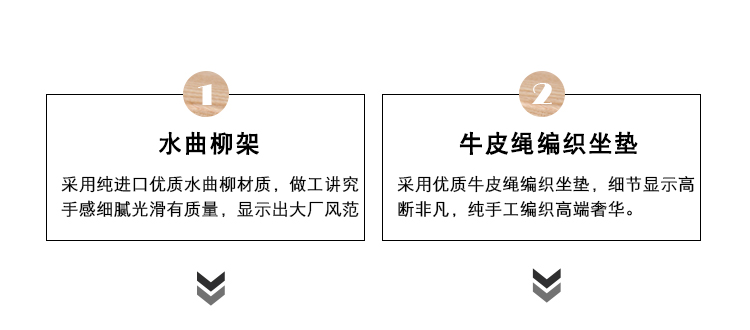 1
水曲柳架
采用纯进口优质水曲柳材质，做工讲究
手感细腻光滑有质量，显示出大厂风范
2
牛皮绳编织坐垫
采用优质牛皮绳编织坐垫，细节显示高
断非凡，纯手工编织高端奢华。